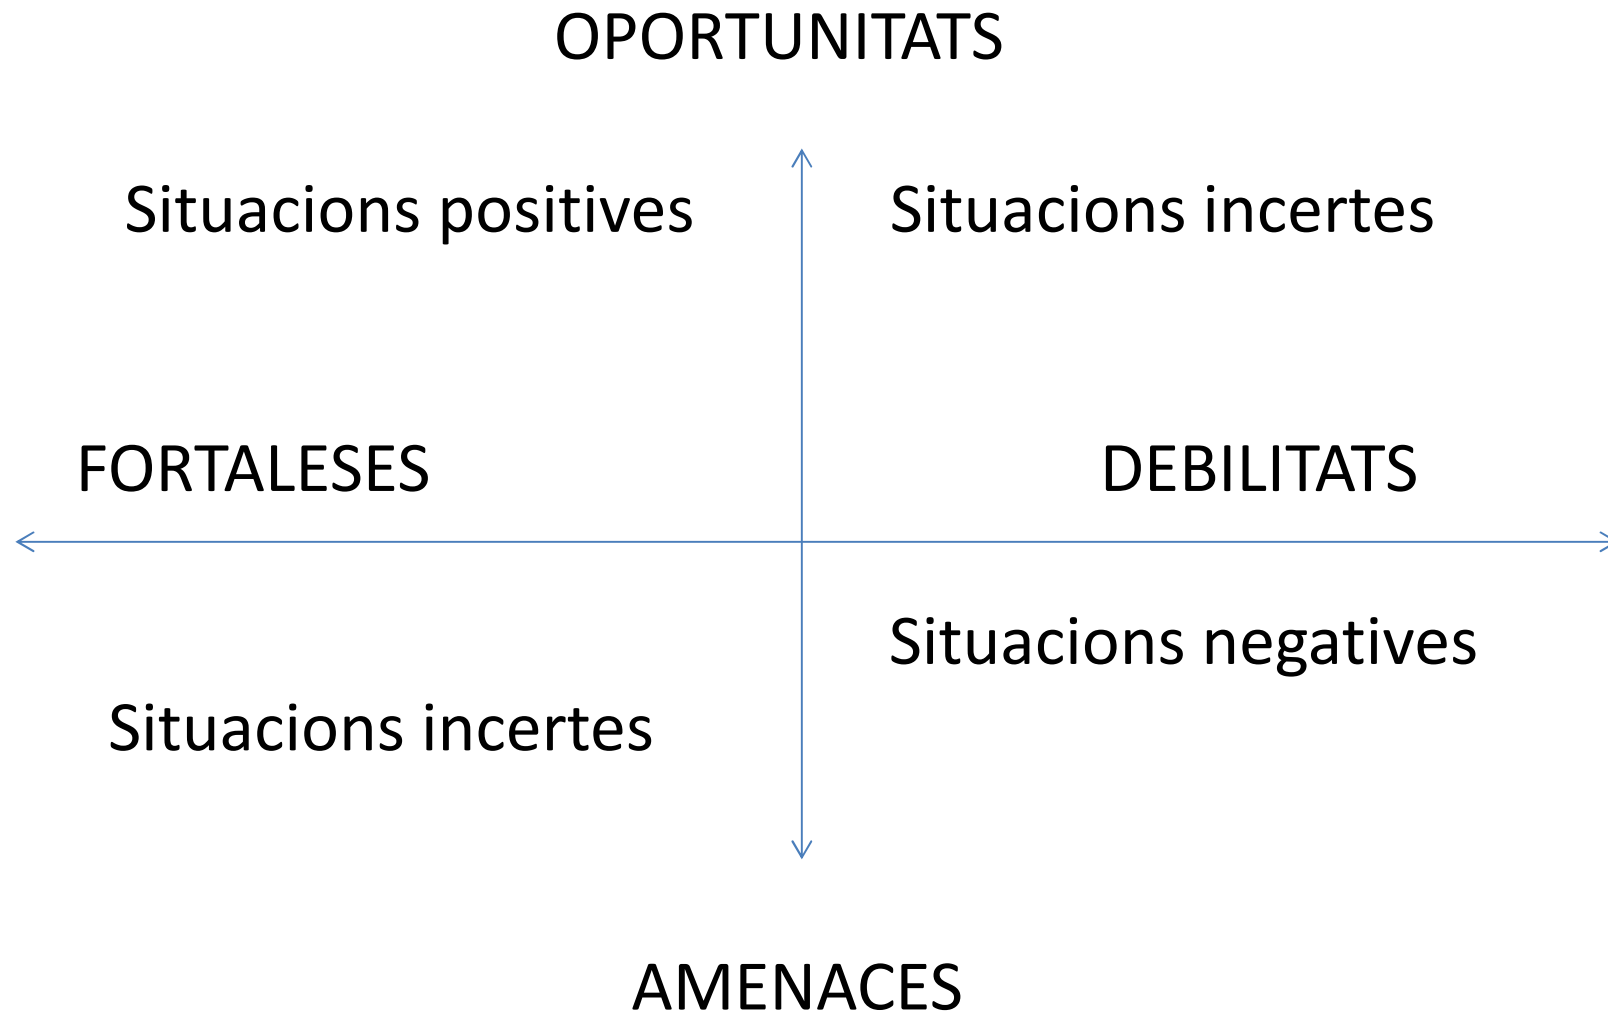 OPORTUNITATS
Situacions positives
Situacions incertes
FORTALESES
DEBILITATS
Situacions negatives
Situacions incertes
AMENACES